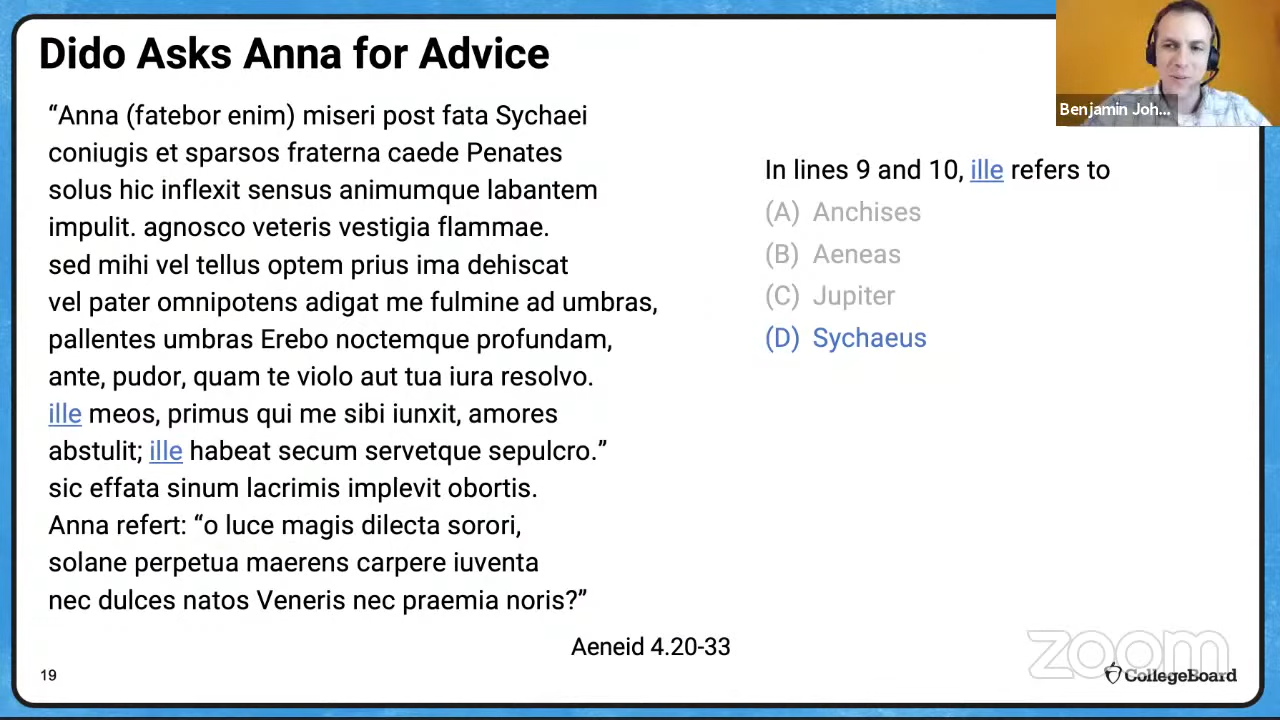 Dido Asks Anna for Advice
“Anna (fatebor enim) miseri post fata Sychaei
coniugis et sparsos fraterna caede Penates
solus hic inflexit sensus animumque labantem
impulit. agnosco veteris vestigia flammae.
sed mihi vel tellus optem prius ima dehiscat
vel pater omnipotens adigat me fulmine ad umbras,
pallentes umbras Erebo noctemque profundam,
ante, pudor, quam te violo aut tua iura resolvo.
ille meos, primus qui me sibi iunxit, amores
abstulit; ille habeat secum servetque sepulcro.”
sic effata sinum lacrimis implevit obortis.
Anna refert: “o luce magis dilecta sorori,
solane perpetua maerens carpere iuventa
nec dulces natos Veneris nec praemia noris?”
Aeneid 4.20-33
In lines 9 and 10, ille refers to
(A) Anchises
(B) Aeneas
(C) Jupiter
(D) Sychaeus
Benjamin Joh...
19
zoom
CollegeBoard